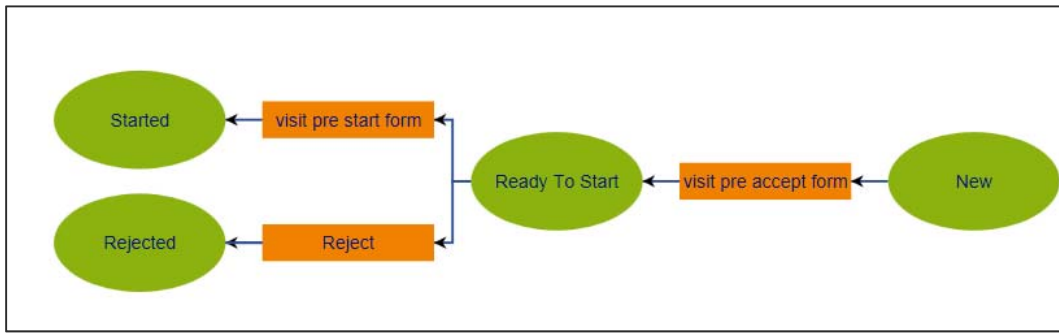 Started
visit pre start form
Ready To Start
visit pre accept form
New
Rejected
Reject